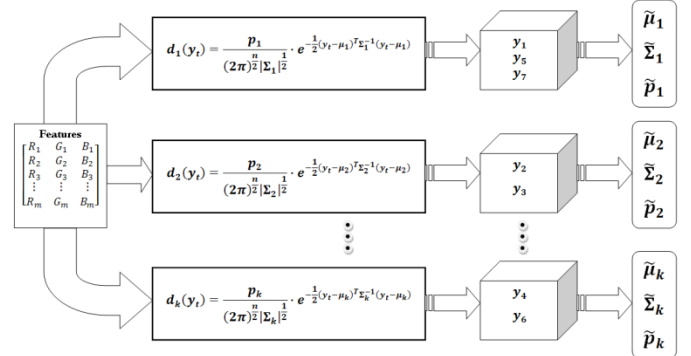 Features
R₁ G₁ B₁
R₂ G₂ B₂
R₃ G₃ B₃
⋮ ⋮ ⋮
Rₘ Gₘ Bₘ
d₁(yₜ) = p₁ / ((2π)^(n/2) |Σ₁|^(1/2)) · e^(-1/2 (yₜ-μ₁)ᵀ Σ₁⁻¹ (yₜ-μ₁))
y₁
y₅
y₇
μ̃₁
Σ̃₁
p̃₁
d₂(yₜ) = p₂ / ((2π)^(n/2) |Σ₂|^(1/2)) · e^(-1/2 (yₜ-μ₂)ᵀ Σ₂⁻¹ (yₜ-μ₂))
y₂
y₃
μ̃₂
Σ̃₂
p̃₂
dₖ(yₜ) = pₖ / ((2π)^(n/2) |Σₖ|^(1/2)) · e^(-1/2 (yₜ-μₖ)ᵀ Σₖ⁻¹ (yₜ-μₖ))
y₄
y₆
μ̃ₖ
Σ̃ₖ
p̃ₖ